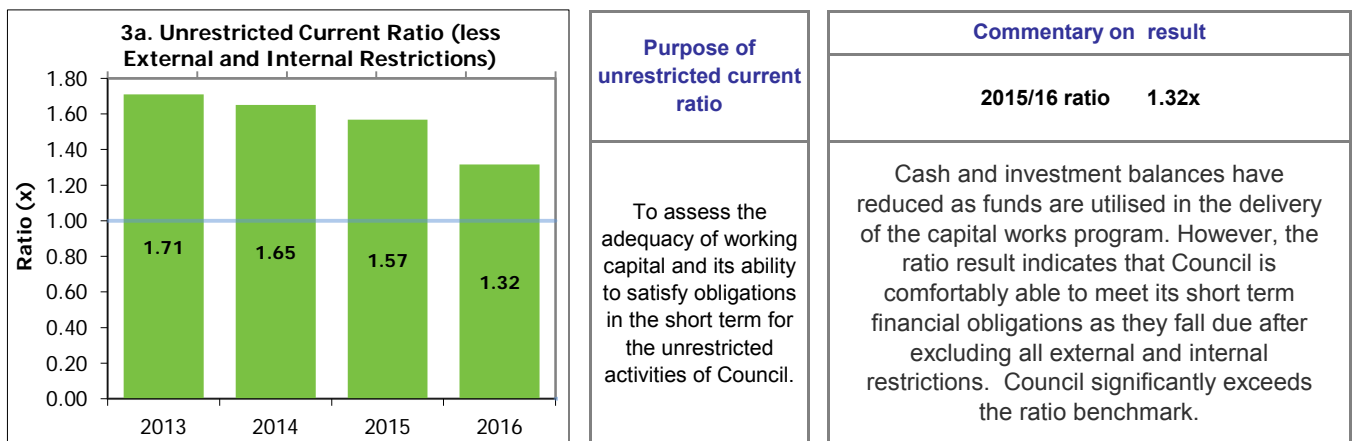 3a. Unrestricted Current Ratio (less
External and Internal Restrictions)
Ratio (x)
1.80
1.60
1.40
1.20
1.00
0.80
0.60
0.40
0.20
0.00
1.71
1.65
1.57
1.32
2013
2014
2015
2016
Purpose of
unrestricted current
ratio
To assess the
adequacy of working
capital and its ability
to satisfy obligations
in the short term for
the unrestricted
activities of Council.
Commentary on result
2015/16 ratio 1.32x
Cash and investment balances have
reduced as funds are utilised in the delivery
of the capital works program. However, the
ratio result indicates that Council is
comfortably able to meet its short term
financial obligations as they fall due after
excluding all external and internal
restrictions. Council significantly exceeds
the ratio benchmark.